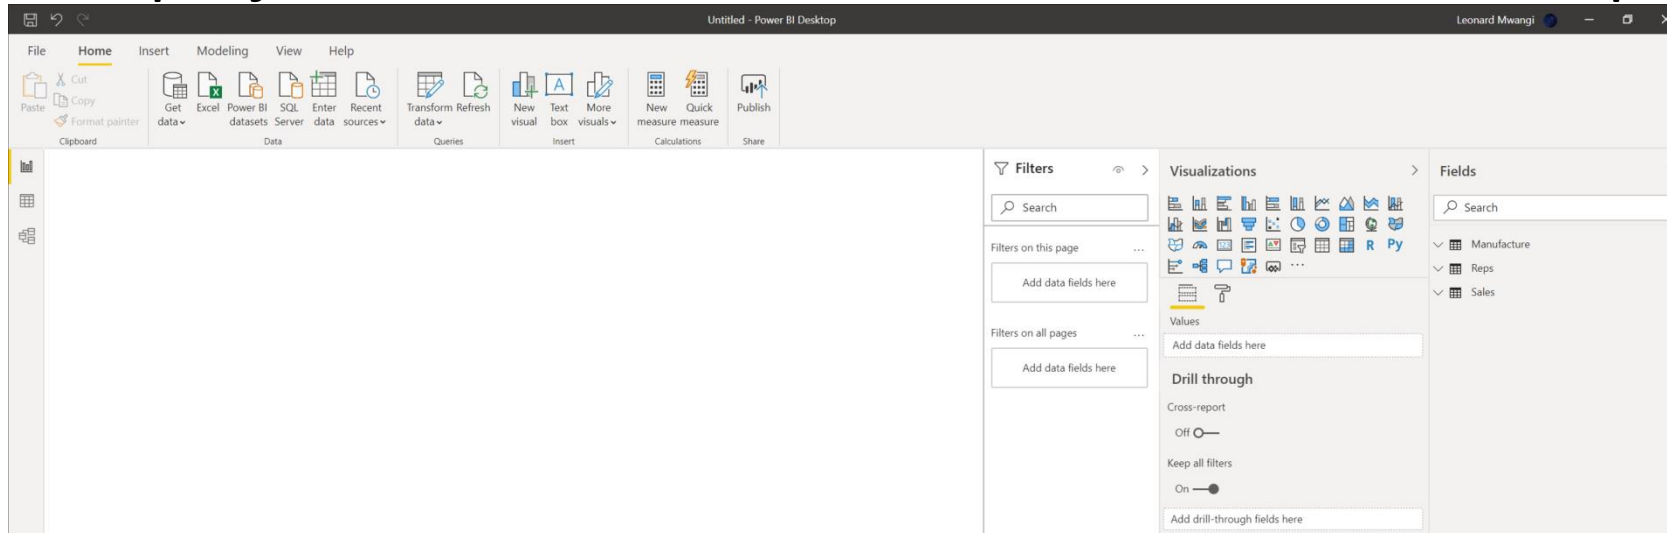 Untitled - Power BI Desktop
Leonard Mwangi
File Home Insert Modeling View Help
Paste
Cut
Copy
Format painter
Clipboard
Get data
Excel
Power BI datasets
SQL Server
Enter data
Recent sources
Data
Transform data
Refresh
Queries
New visual
Text box
More visuals
Insert
New measure
Quick measure
Calculations
Publish
Share
Filters
Search
Filters on this page ...
Add data fields here
Filters on all pages ...
Add data fields here
Visualizations
R Py
...
Values
Add data fields here
Drill through
Cross-report
Off
Keep all filters
On
Add drill-through fields here
Fields
Search
Manufacture
Reps
Sales